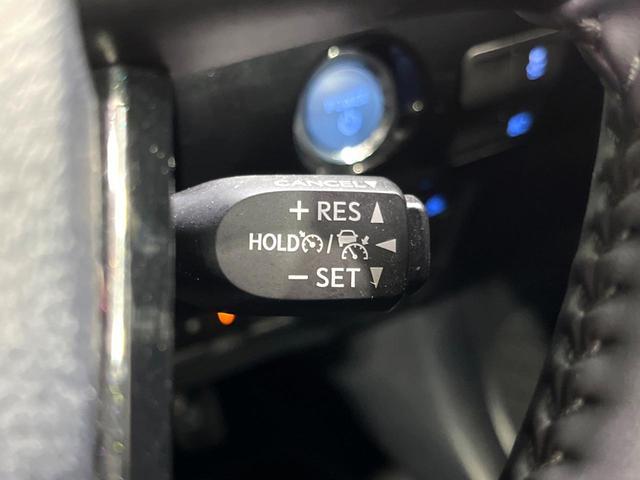 CANCEL
+ RES
HOLD /
− SET